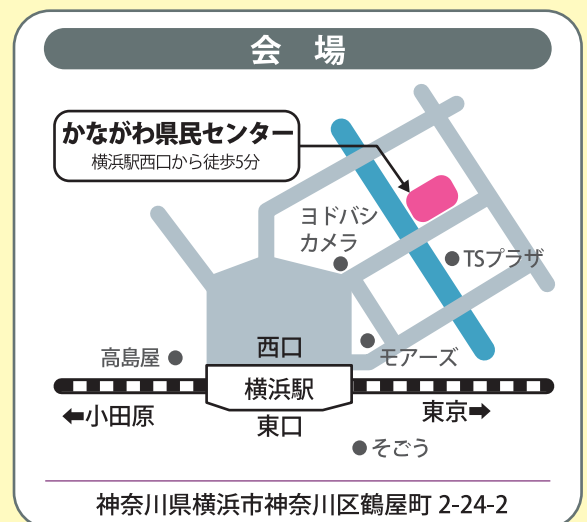 会 場
かながわ県民センター
横浜駅西口から徒歩5分
ヨドバシ
カメラ
TSプラザ
高島屋
西口
モアーズ
横浜駅
←小田原
東口
東京→
そごう
神奈川県横浜市神奈川区鶴屋町 2-24-2